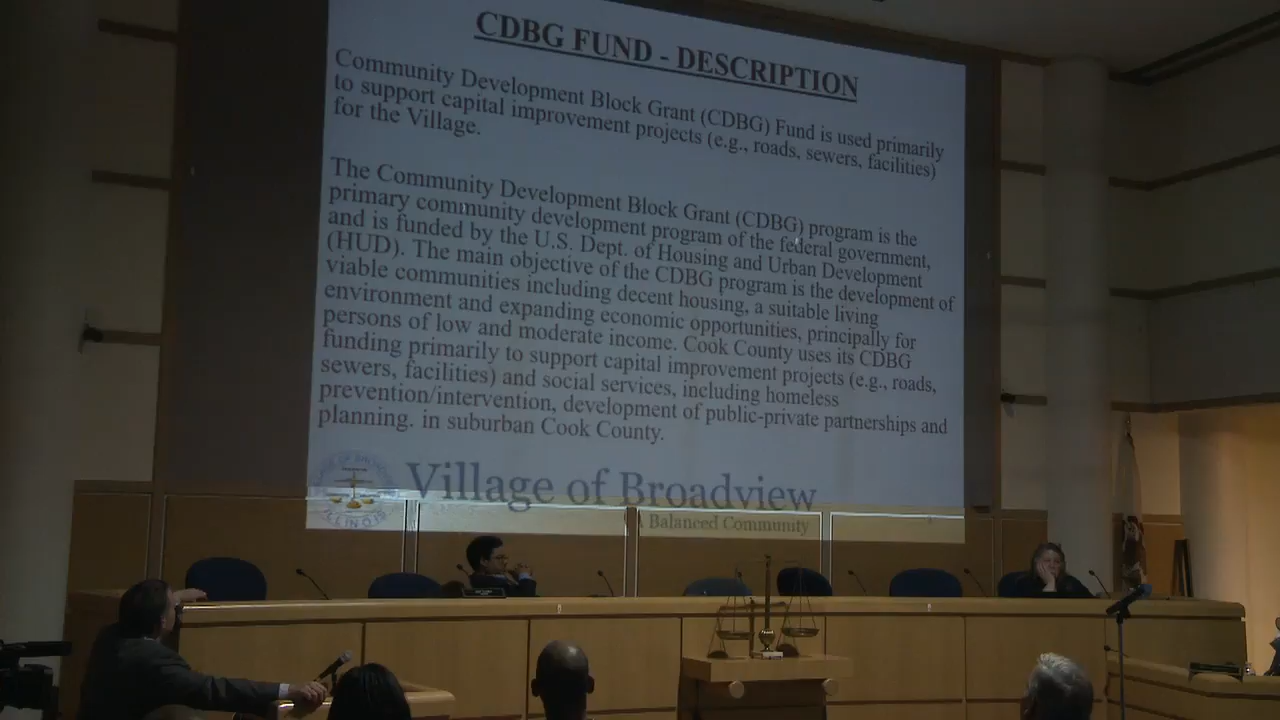 CDBG FUND - DESCRIPTION
Community Development Block Grant (CDBG) Fund is used primarily
to support capital improvement projects (e.g., roads, sewers, facilities)
for the Village.
The Community Development Block Grant (CDBG) program is the
primary community development program of the federal government,
and is funded by the U.S. Dept. of Housing and Urban Development
(HUD). The main objective of the CDBG program is the development of
viable communities including decent housing, a suitable living
environment and expanding economic opportunities, principally for
persons of low and moderate income. Cook County uses its CDBG
funding primarily to support capital improvement projects (e.g., roads,
sewers, facilities) and social services, including homeless
prevention/intervention, development of public-private partnerships and
planning. in suburban Cook County.
Village of Broadview
A Balanced Community
ILLINOIS